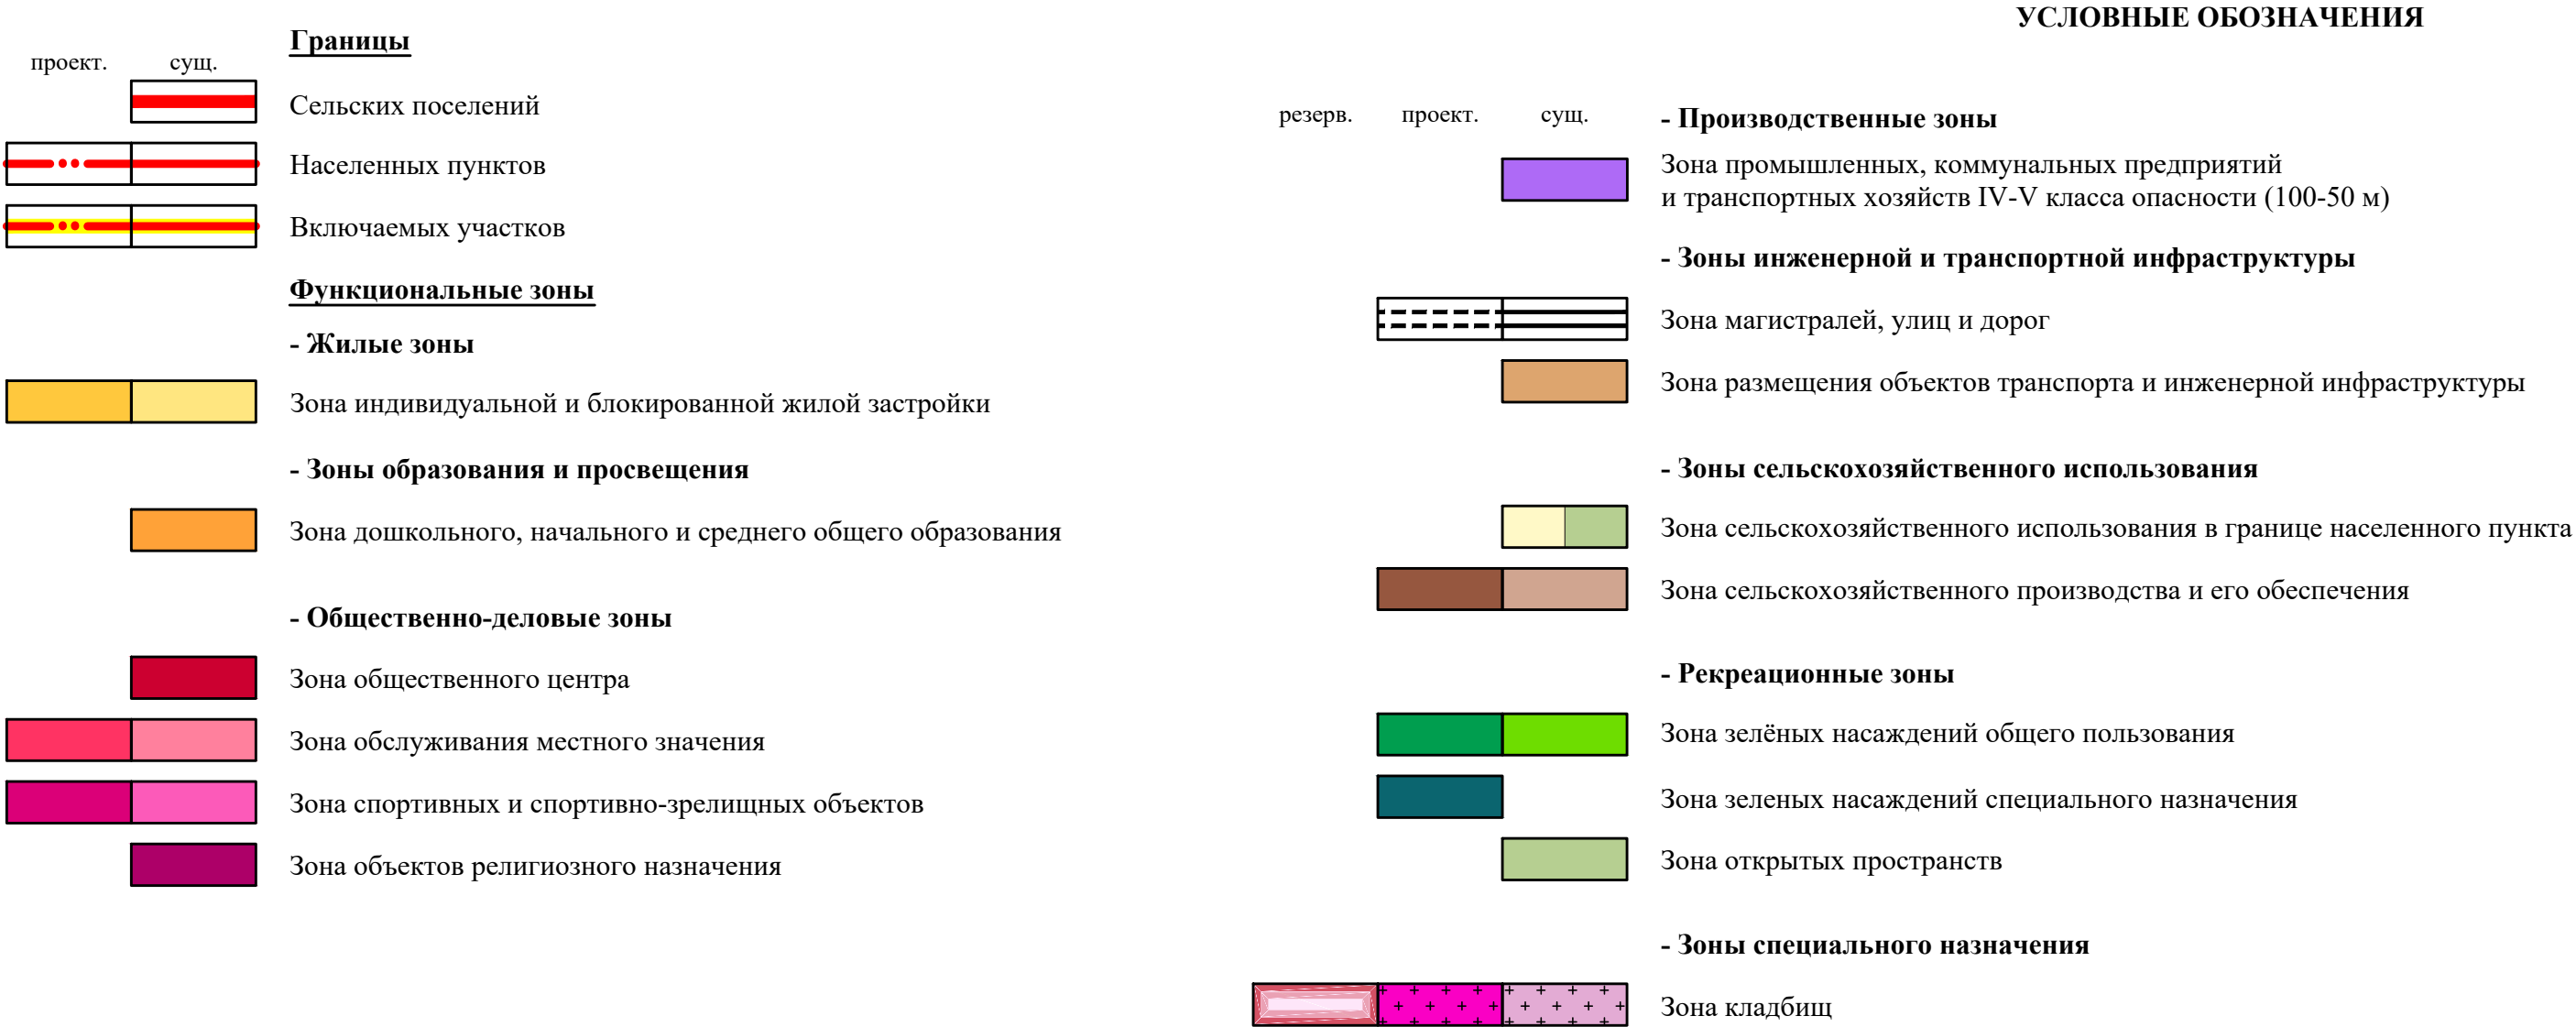 УСЛОВНЫЕ ОБОЗНАЧЕНИЯ
Границы
проект. сущ.
Сельских поселений
Населенных пунктов
Включаемых участков
Функциональные зоны
- Жилые зоны
Зона индивидуальной и блокированной жилой застройки
- Зоны образования и просвещения
Зона дошкольного, начального и среднего общего образования
- Общественно-деловые зоны
Зона общественного центра
Зона обслуживания местного значения
Зона спортивных и спортивно-зрелищных объектов
Зона объектов религиозного назначения
резерв. проект. сущ.
- Производственные зоны
Зона промышленных, коммунальных предприятий
и транспортных хозяйств IV-V класса опасности (100-50 м)
- Зоны инженерной и транспортной инфраструктуры
Зона магистралей, улиц и дорог
Зона размещения объектов транспорта и инженерной инфраструктуры
- Зоны сельскохозяйственного использования
Зона сельскохозяйственного использования в границе населенного пункта
Зона сельскохозяйственного производства и его обеспечения
- Рекреационные зоны
Зона зелёных насаждений общего пользования
Зона зеленых насаждений специального назначения
Зона открытых пространств
- Зоны специального назначения
Зона кладбищ